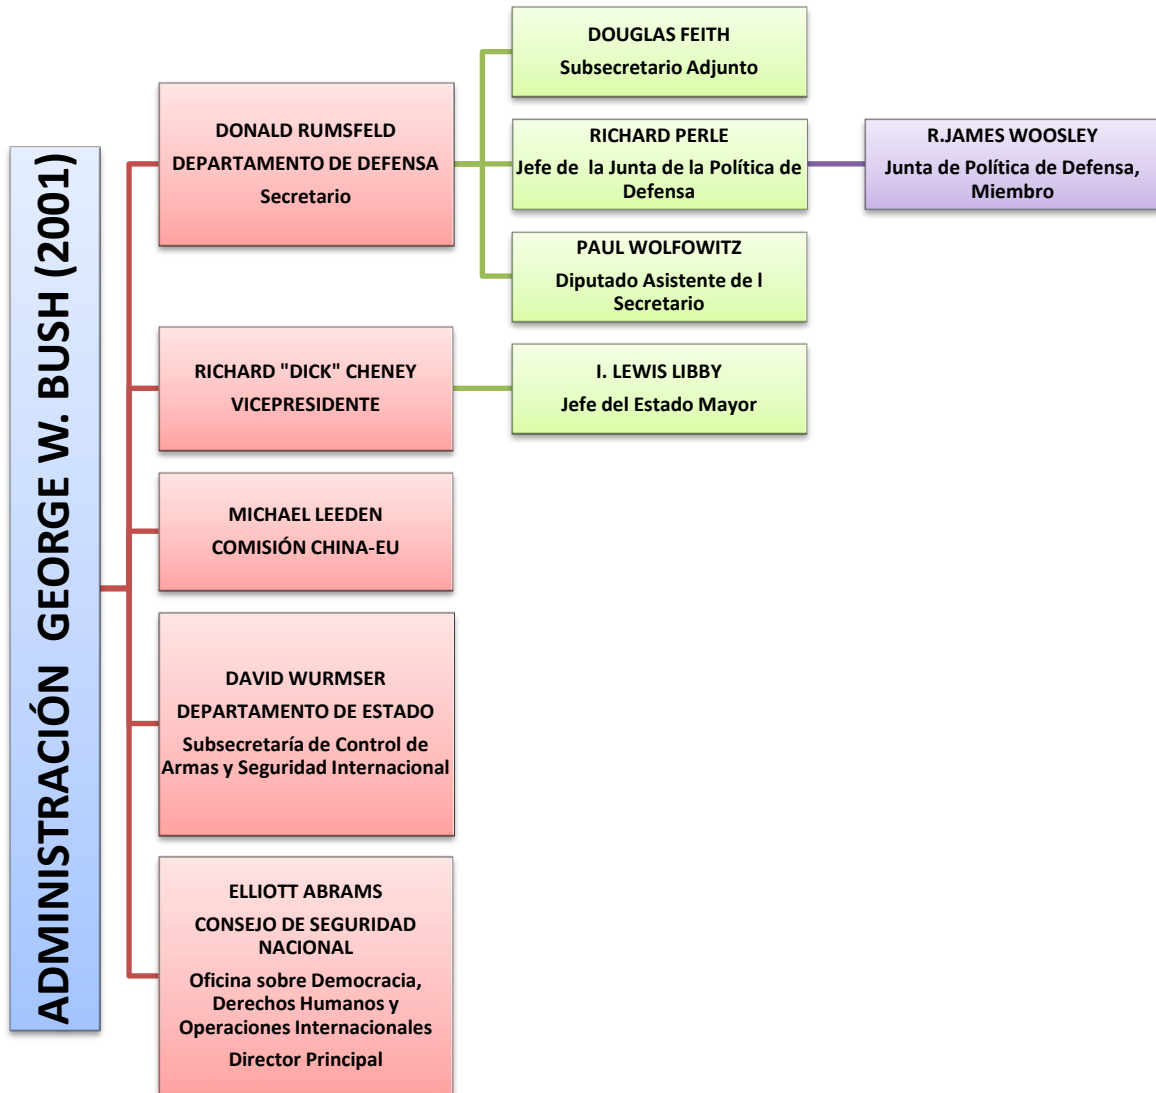 ADMINISTRACIÓN GEORGE W. BUSH (2001)
DONALD RUMSFELD
DEPARTAMENTO DE DEFENSA
Secretario
DOUGLAS FEITH
Subsecretario Adjunto
RICHARD PERLE
Jefe de la Junta de la Política de
Defensa
R.JAMES WOOSLEY
Junta de Política de Defensa,
Miembro
PAUL WOLFOWITZ
Diputado Asistente de l
Secretario
RICHARD "DICK" CHENEY
VICEPRESIDENTE
I. LEWIS LIBBY
Jefe del Estado Mayor
MICHAEL LEEDEN
COMISIÓN CHINA-EU
DAVID WURMSER
DEPARTAMENTO DE ESTADO
Subsecretaría de Control de
Armas y Seguridad Internacional
ELLIOTT ABRAMS
CONSEJO DE SEGURIDAD
NACIONAL
Oficina sobre Democracia,
Derechos Humanos y
Operaciones Internacionales
Director Principal